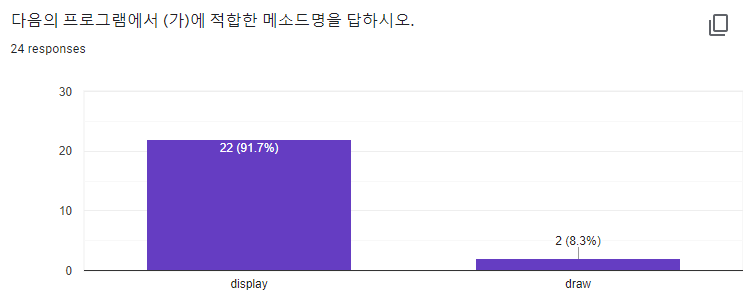 다음의 프로그램에서 (가)에 적합한 메소드명을 답하시오.
24 responses
30
20
10
0
22 (91.7%)
2 (8.3%)
display
draw